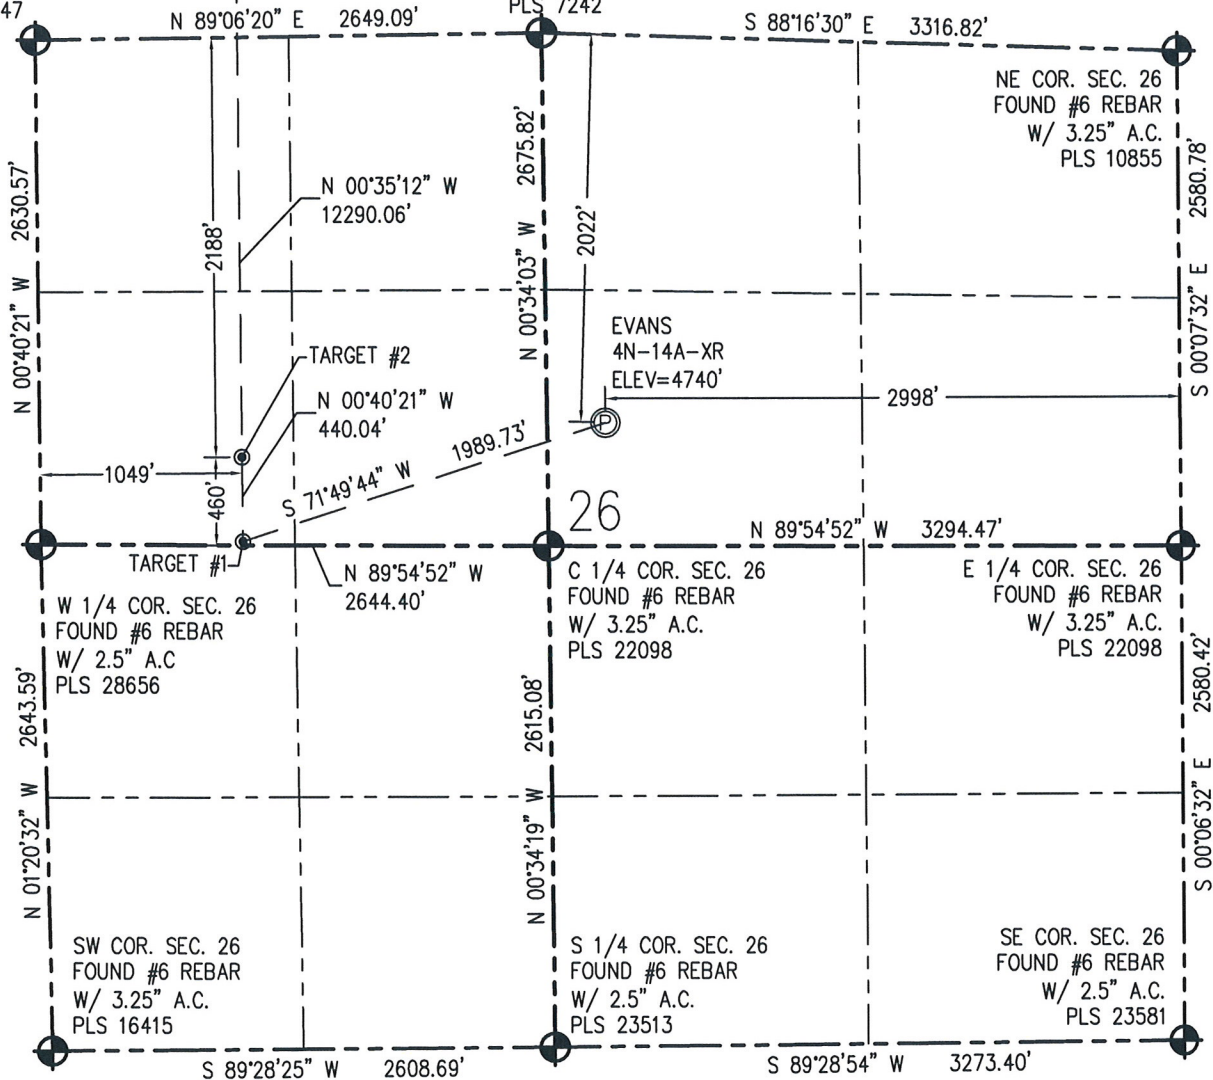 47
N 89°06'20" E 2649.09'
PLS 7242
S 88°16'30" E 3316.82'
NE COR. SEC. 26
FOUND #6 REBAR
W/ 3.25" A.C.
PLS 10855
N 00°40'21" W 2630.57'
2188'
N 00°35'12" W
12290.06'
N 00°34'03" W 2675.82'
2022'
S 00°07'32" E 2580.78'
EVANS
4N-14A-XR
ELEV=4740'
P
2998'
TARGET #2
N 00°40'21" W
440.04'
S 71°49'44" W 1989.73'
1049'
460'
26
N 89°54'52" W 3294.47'
TARGET #1
N 89°54'52" W
2644.40'
W 1/4 COR. SEC. 26
FOUND #6 REBAR
W/ 2.5" A.C
PLS 28656
C 1/4 COR. SEC. 26
FOUND #6 REBAR
W/ 3.25" A.C.
PLS 22098
E 1/4 COR. SEC. 26
FOUND #6 REBAR
W/ 3.25" A.C.
PLS 22098
N 01°20'32" W 2643.59'
N 00°34'19" W 2615.08'
S 00°06'32" E 2580.42'
SW COR. SEC. 26
FOUND #6 REBAR
W/ 3.25" A.C.
PLS 16415
S 1/4 COR. SEC. 26
FOUND #6 REBAR
W/ 2.5" A.C.
PLS 23513
SE COR. SEC. 26
FOUND #6 REBAR
W/ 2.5" A.C.
PLS 23581
S 89°28'25" W 2608.69'
S 89°28'54" W 3273.40'